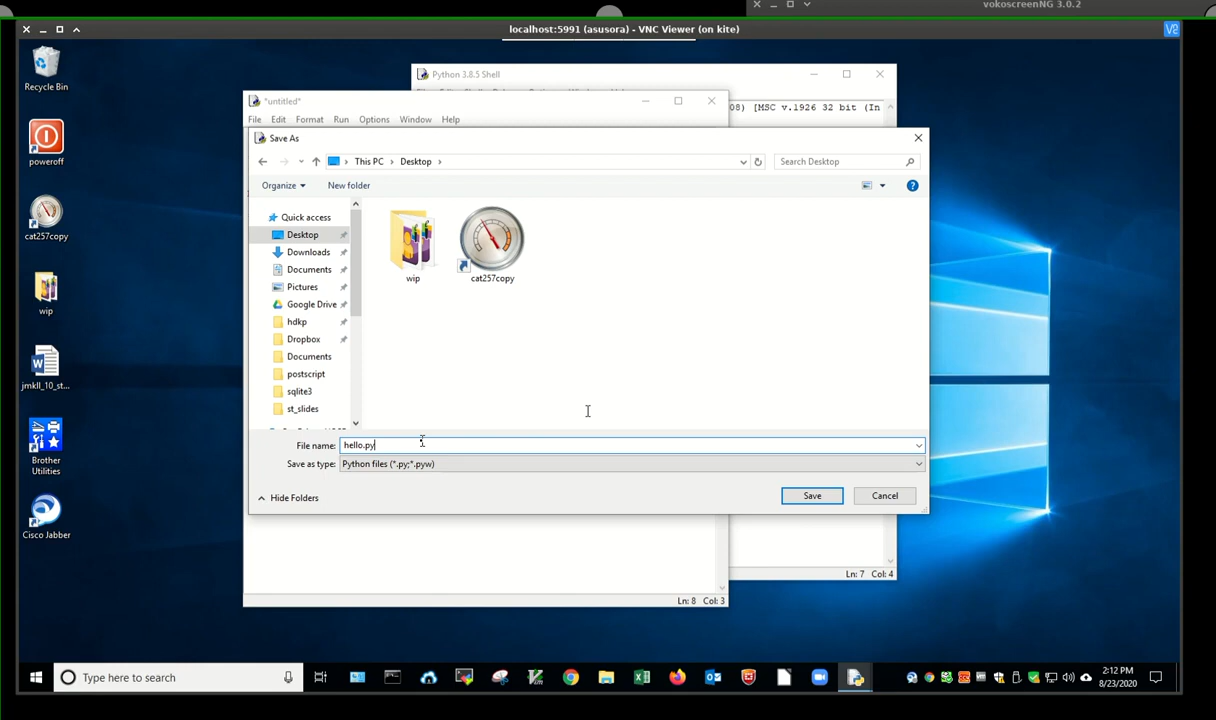 vokoscreenNG 3.0.2
localhost:5991 (asusora) - VNC Viewer (on kite)
V2
Recycle Bin
poweroff
cat257copy
wip
jmkll_10_st...
Brother
Utilities
Cisco Jabber
Python 3.8.5 Shell
08) [MSC v.1926 32 bit (In
*untitled*
File Edit Format Run Options Window Help
Save As
This PC > Desktop >
Search Desktop
Organize
New folder
Quick access
Desktop
Downloads
Documents
Pictures
Google Drive
hdkp
Dropbox
Documents
postscript
sqlite3
st_slides
wip
cat257copy
File name: hello.py
Save as type: Python files (*.py;*.pyw)
Hide Folders
Save
Cancel
Ln: 7 Col: 4
Ln: 8 Col: 3
Type here to search
2:12 PM
8/23/2020